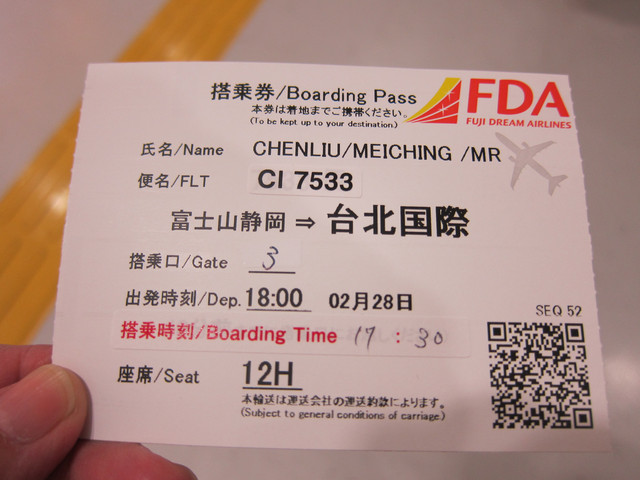 搭乗券/Boarding Pass
本券は着地までご携帯ください。
(To be kept up to your destination.)
FDA
FUJI DREAM AIRLINES
氏名/Name CHENLIU/MEICHING /MR
便名/FLT CI 7533
富士山静岡 ⇒ 台北国際
搭乗口/Gate 3
出発時刻/Dep. 18:00 02月28日
SEQ 52
搭乗時刻/Boarding Time 17:30
座席/Seat 12H
本輸送は運送会社の運送約款によります。
(Subject to general conditions of carriage.)